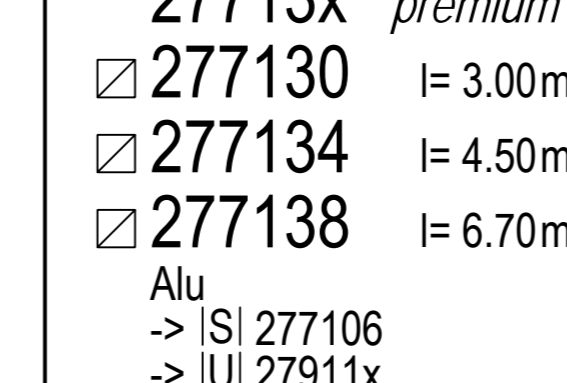 27713x premium
277130 l= 3.00m
277134 l= 4.50m
277138 l= 6.70m
Alu
-> |S| 277106
-> |U| 27911x